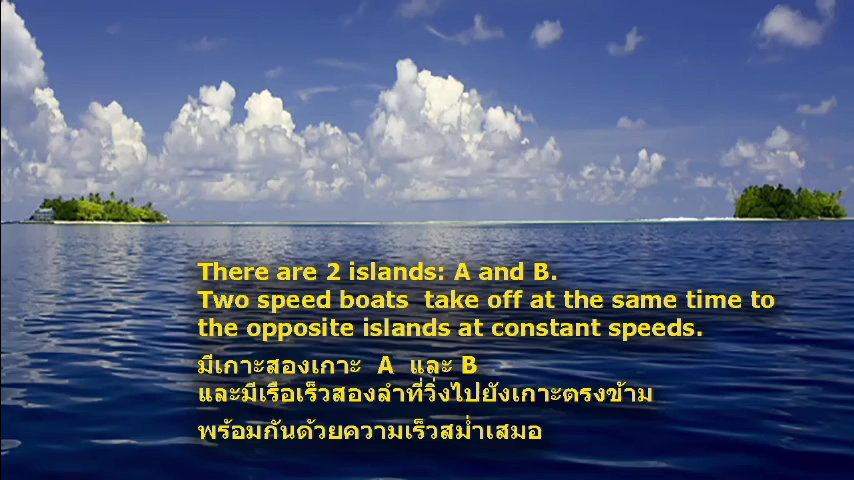 There are 2 islands: A and B.
Two speed boats take off at the same time to
the opposite islands at constant speeds.
มีเกาะสองเกาะ A และ B
และมีเรือเร็วสองลำที่วิ่งไปยังเกาะตรงข้าม
พร้อมกันด้วยความเร็วสม่ำเสมอ